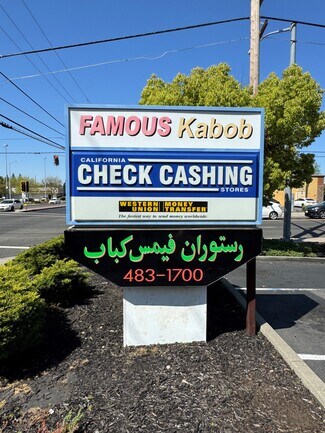 FAMOUS Kabob
CALIFORNIA
CHECK CASHING
STORES
WESTERN UNION MONEY TRANSFER
The fastest way to send money worldwide
رستوران فیمس کباب
483-1700